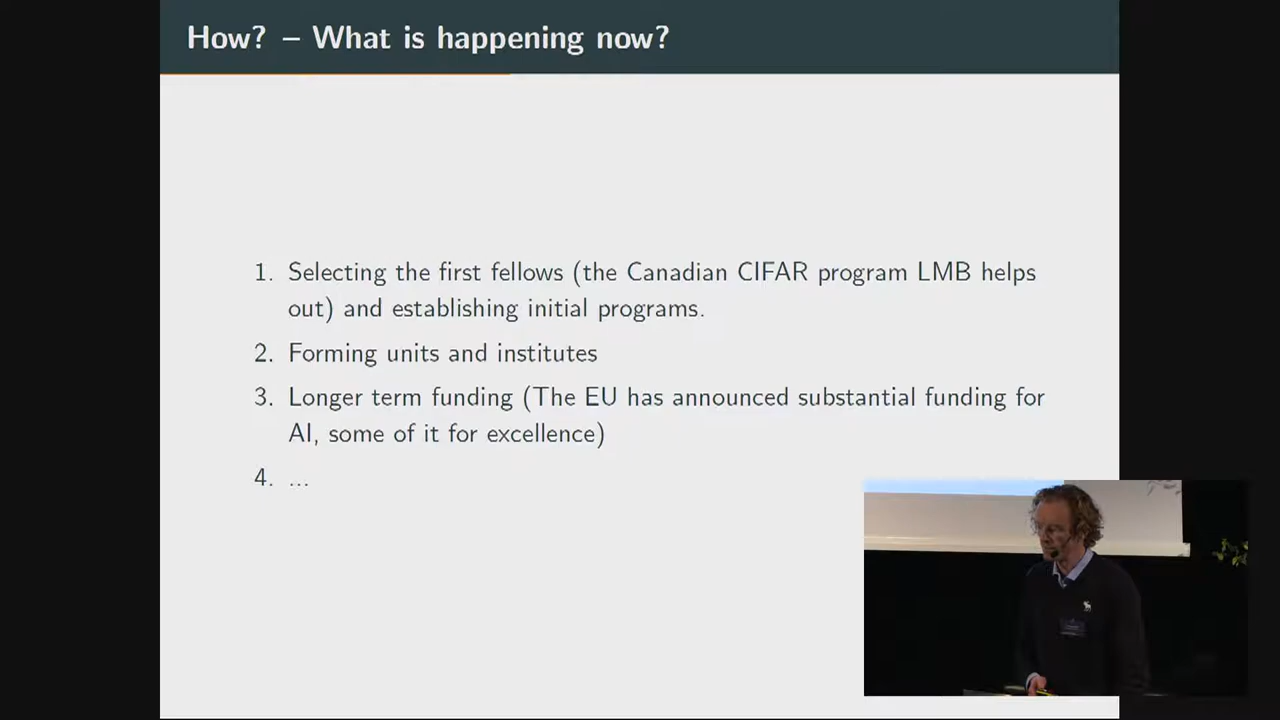 How? – What is happening now?
1. Selecting the first fellows (the Canadian CIFAR program LMB helps
out) and establishing initial programs.
2. Forming units and institutes
3. Longer term funding (The EU has announced substantial funding for
AI, some of it for excellence)
4. ...